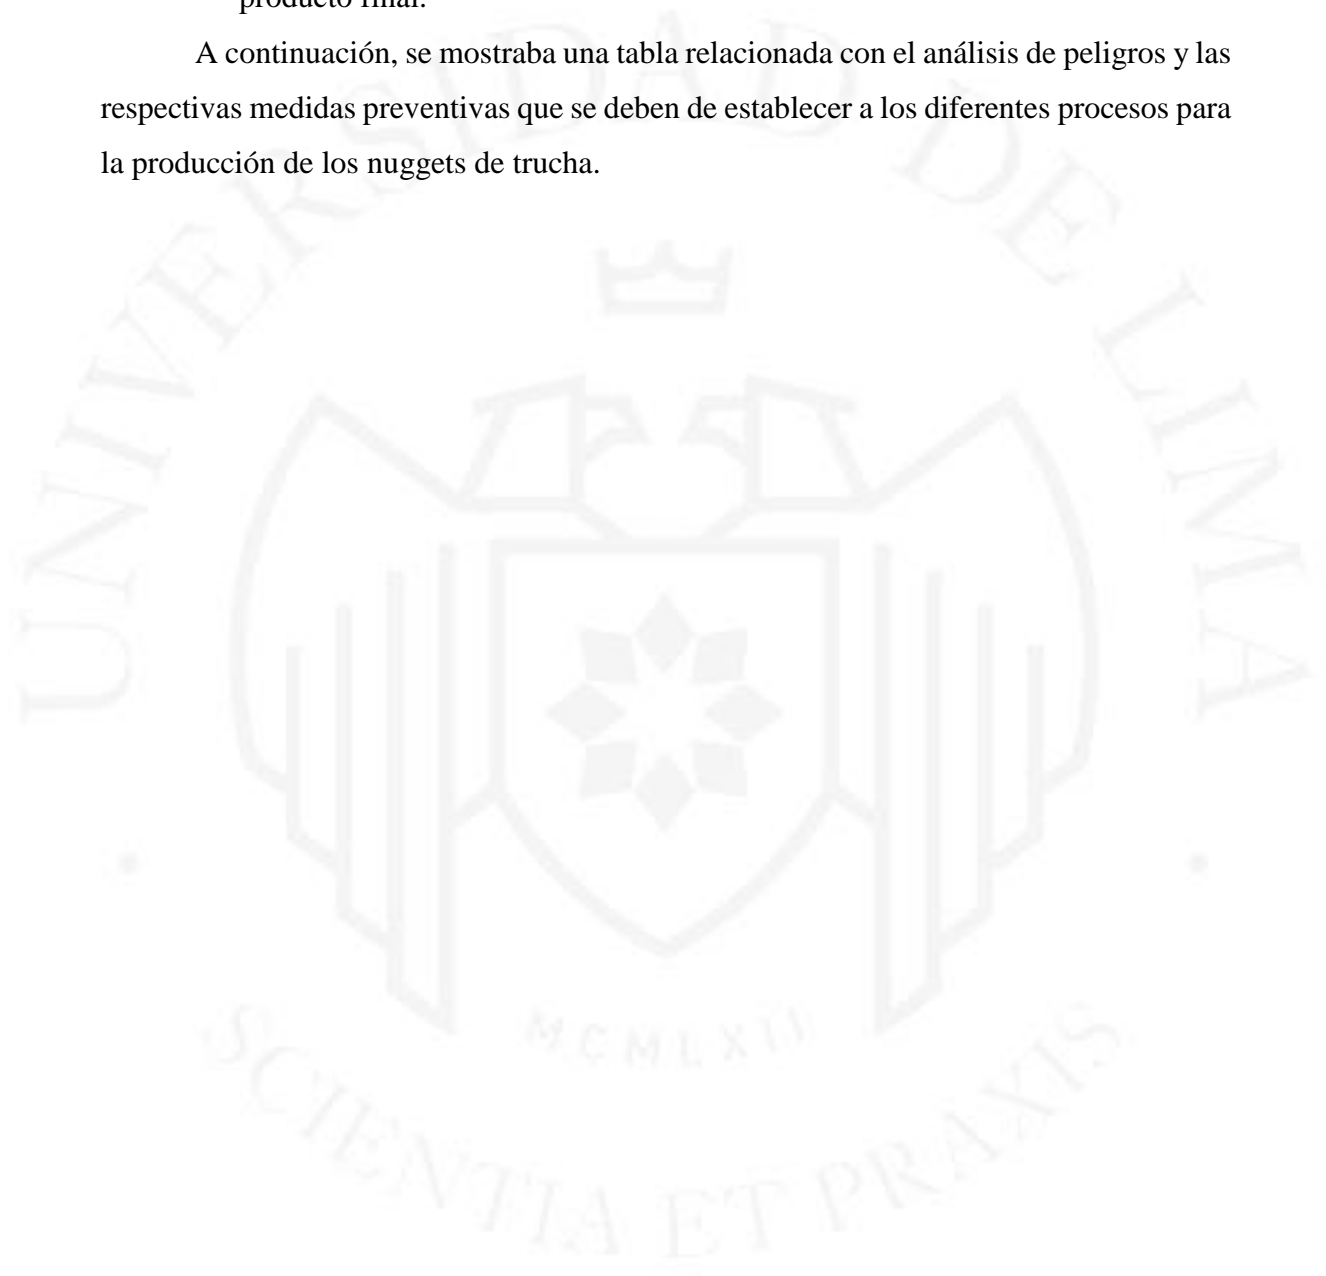 producto final.
A continuación, se mostraba una tabla relacionada con el análisis de peligros y las
respectivas medidas preventivas que se deben de establecer a los diferentes procesos para
la producción de los nuggets de trucha.
UNIVERSIDAD DE LIMA
MCMLXII
SCIENTIA ET PRAXIS